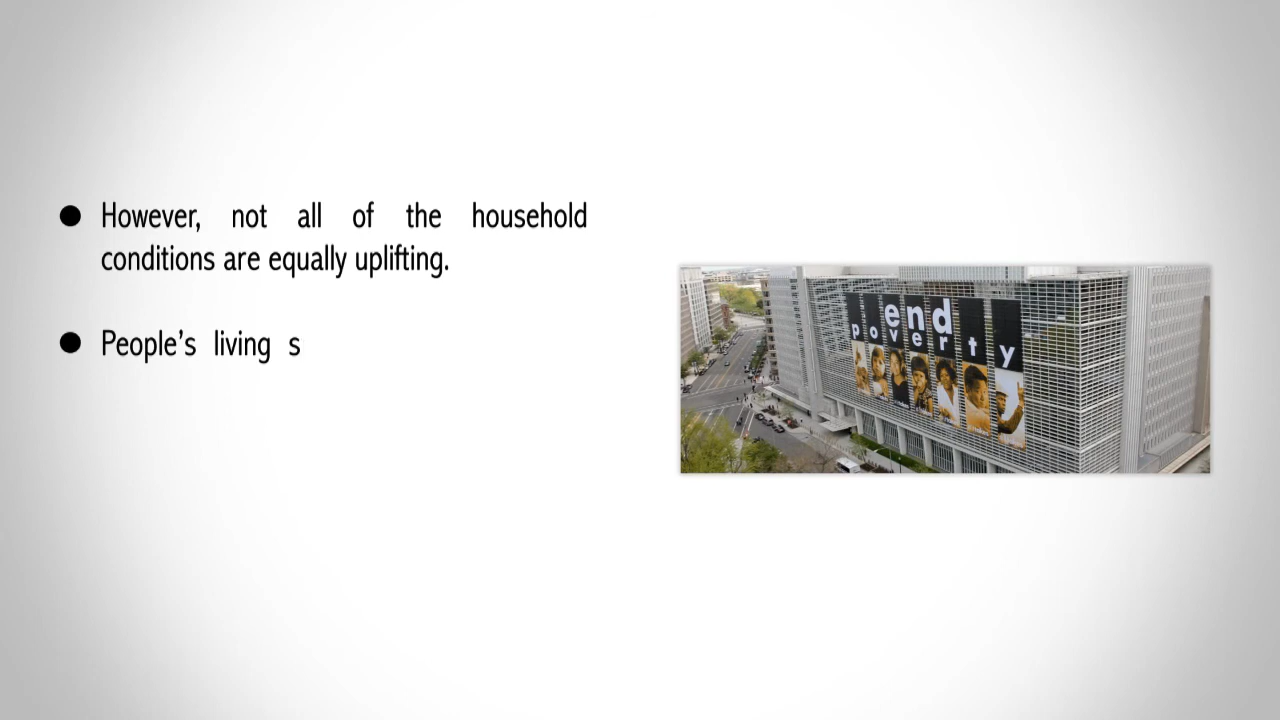 However, not all of the household
conditions are equally uplifting.
People’s living s
end
poverty